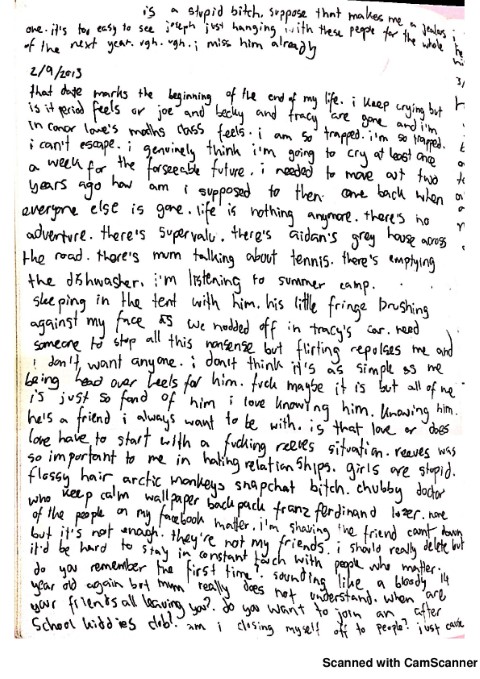 is a stupid bitch. suppose that makes me a jealous
one. it's too easy to see joseph just hanging with these people for the whole
of the next year. ugh. ugh. i miss him already
2/9/2013
that date marks the beginning of the end of my life. i keep crying but
is it period feels or joe and becky and tracy are gone and i'm
in conor love's maths class feels. i am so trapped. i'm so trapped.
i can't escape. i genuinely think i'm going to cry at least once
a week for the forseeable future. i needed to move out two
years ago how am i supposed to then come back when
everyone else is gone. life is nothing anymore. there's no
adventure. there's supervalu. there's aidan's grey house across
the road. there's mum talking about tennis. there's emptying
the dishwasher. i'm listening to summer camp.
sleeping in the tent with him. his little fringe brushing
against my face as we nodded off in tracy's car. need
someone to stop all this nonsense but flirting repulses me and
i don't want anyone. i don't think it's as simple as me
being head over heels for him. fuck maybe it is but all of me
is just so fond of him i love knowing him. knowing him.
he's a friend i always want to be with. is that love or does
love have to start with a fucking reeves situation. reeves was
so important to me in hating relationships. girls are stupid.
flossy hair arctic monkeys snapchat bitch. chubby doctor
who keep calm wallpaper backpack franz ferdinand loser. none
of the people on my facebook matter. i'm shaving the friend count down
but it's not enough. they're not my friends. i should really delete but
it'd be hard to stay in constant touch with people who matter.
do you remember the first time? sounding like a bloody 14
year old again but mum really does not understand. when are
your friends all leaving you? do you want to join an after
school kiddies club? am i closing myself off to people? just cause
Scanned with CamScanner